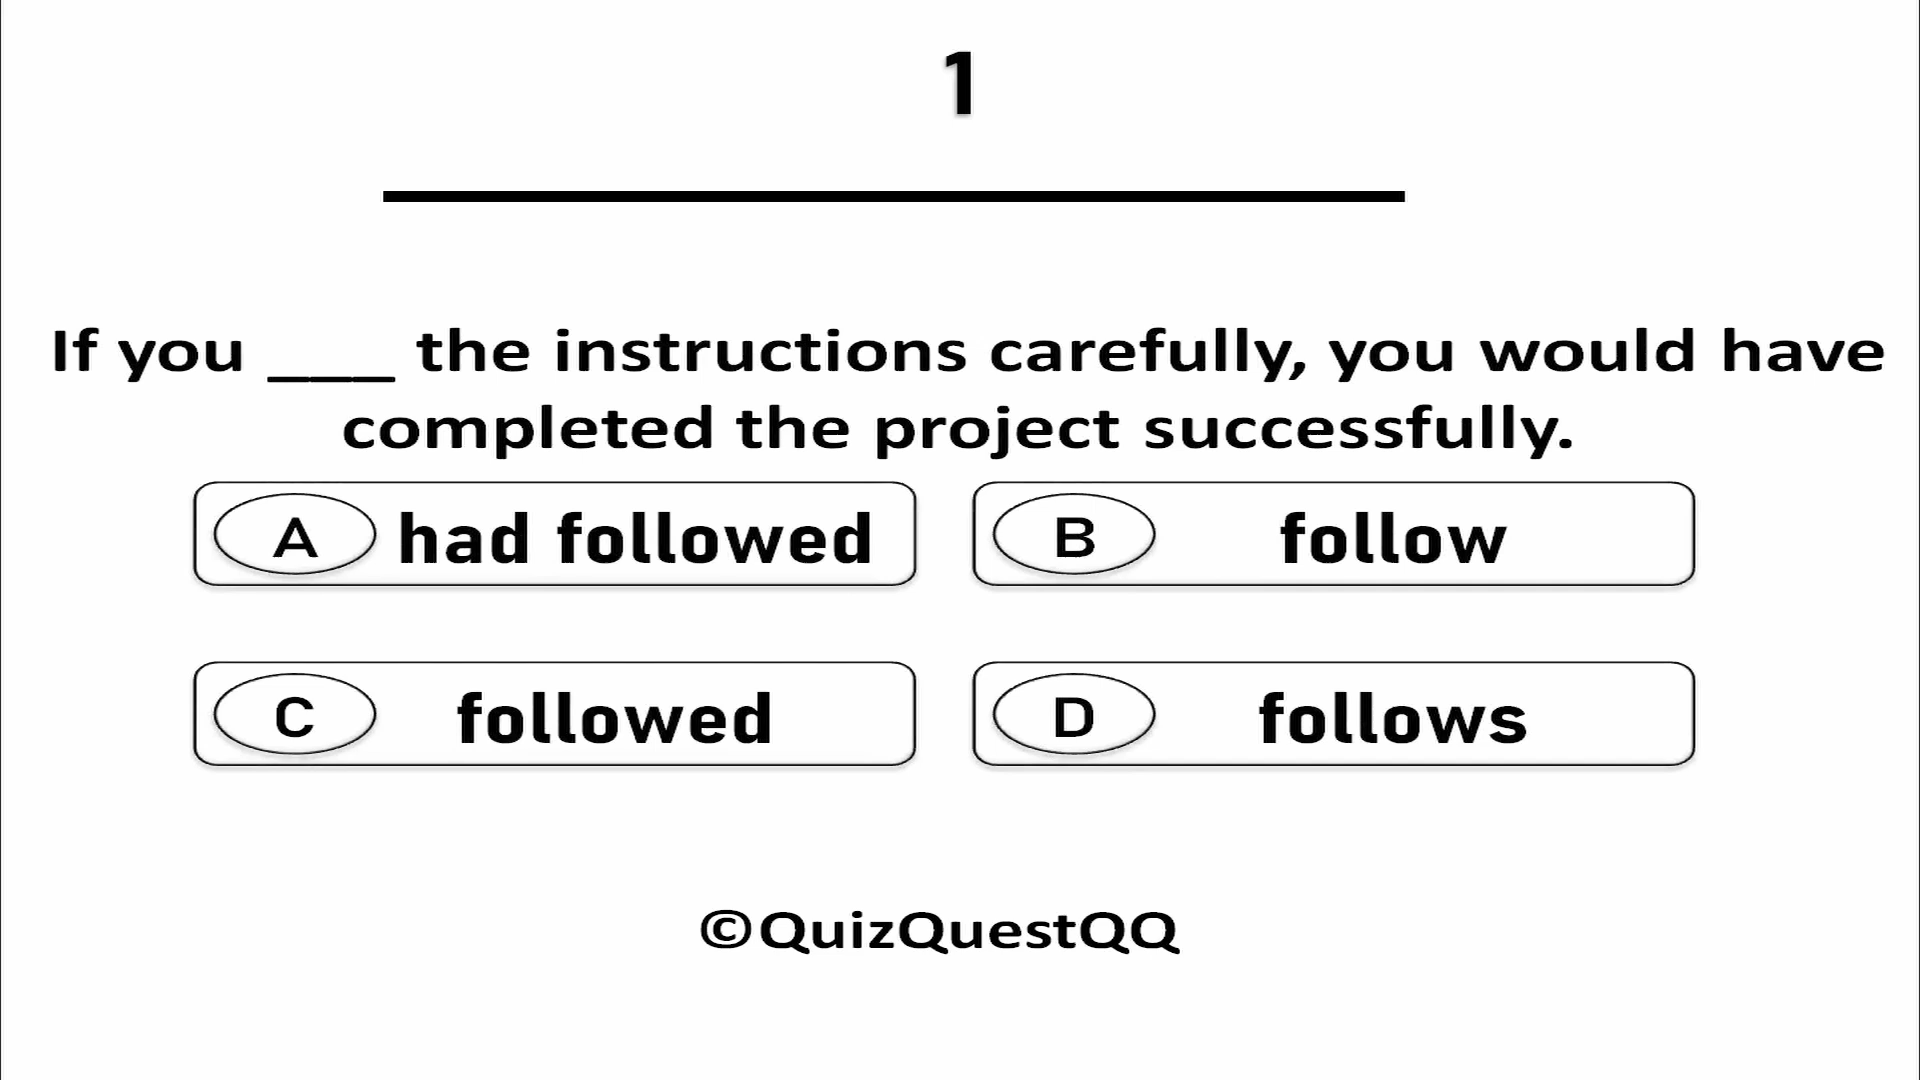 1
If you ___ the instructions carefully, you would have
completed the project successfully.
A had followed
B follow
C followed
D follows
©QuizQuestQQ